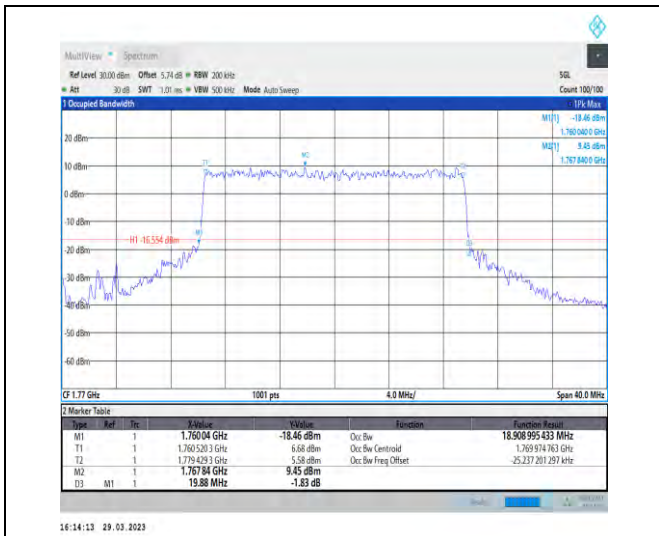 MultiView Spectrum
Ref Level 30.00 dBm Offset 5.74 dB RBW 200 kHz SGL
Att 30 dB SWT 1.01 ms VBW 500 kHz Mode Auto Sweep Count 100/100
1 Occupied Bandwidth 1Pk Max
M1[1] -18.46 dBm
1.760 040 0 GHz
20 dBm
M2[1] 9.45 dBm
1.767 840 0 GHz
M2
T1
10 dBm
0 dBm
-10 dBm
M1
H1 -16.554 dBm
-20 dBm
-30 dBm
-40 dBm
-50 dBm
-60 dBm
CF 1.77 GHz 1001 pts 4.0 MHz/ Span 40.0 MHz
2 Marker Table
Type Ref Trc X-Value Y-Value Function Function Result
M1 1 1.76004 GHz -18.46 dBm Occ Bw 18.908 995 433 MHz
T1 1 1.760 520 3 GHz 6.68 dBm Occ Bw Centroid 1.769 974 763 GHz
T2 1 1.779 429 3 GHz 5.58 dBm Occ Bw Freq Offset -25.237 201 297 kHz
M2 1 1.76784 GHz 9.45 dBm
D3 M1 1 19.88 MHz -1.83 dB
16:14:13 29.03.2023